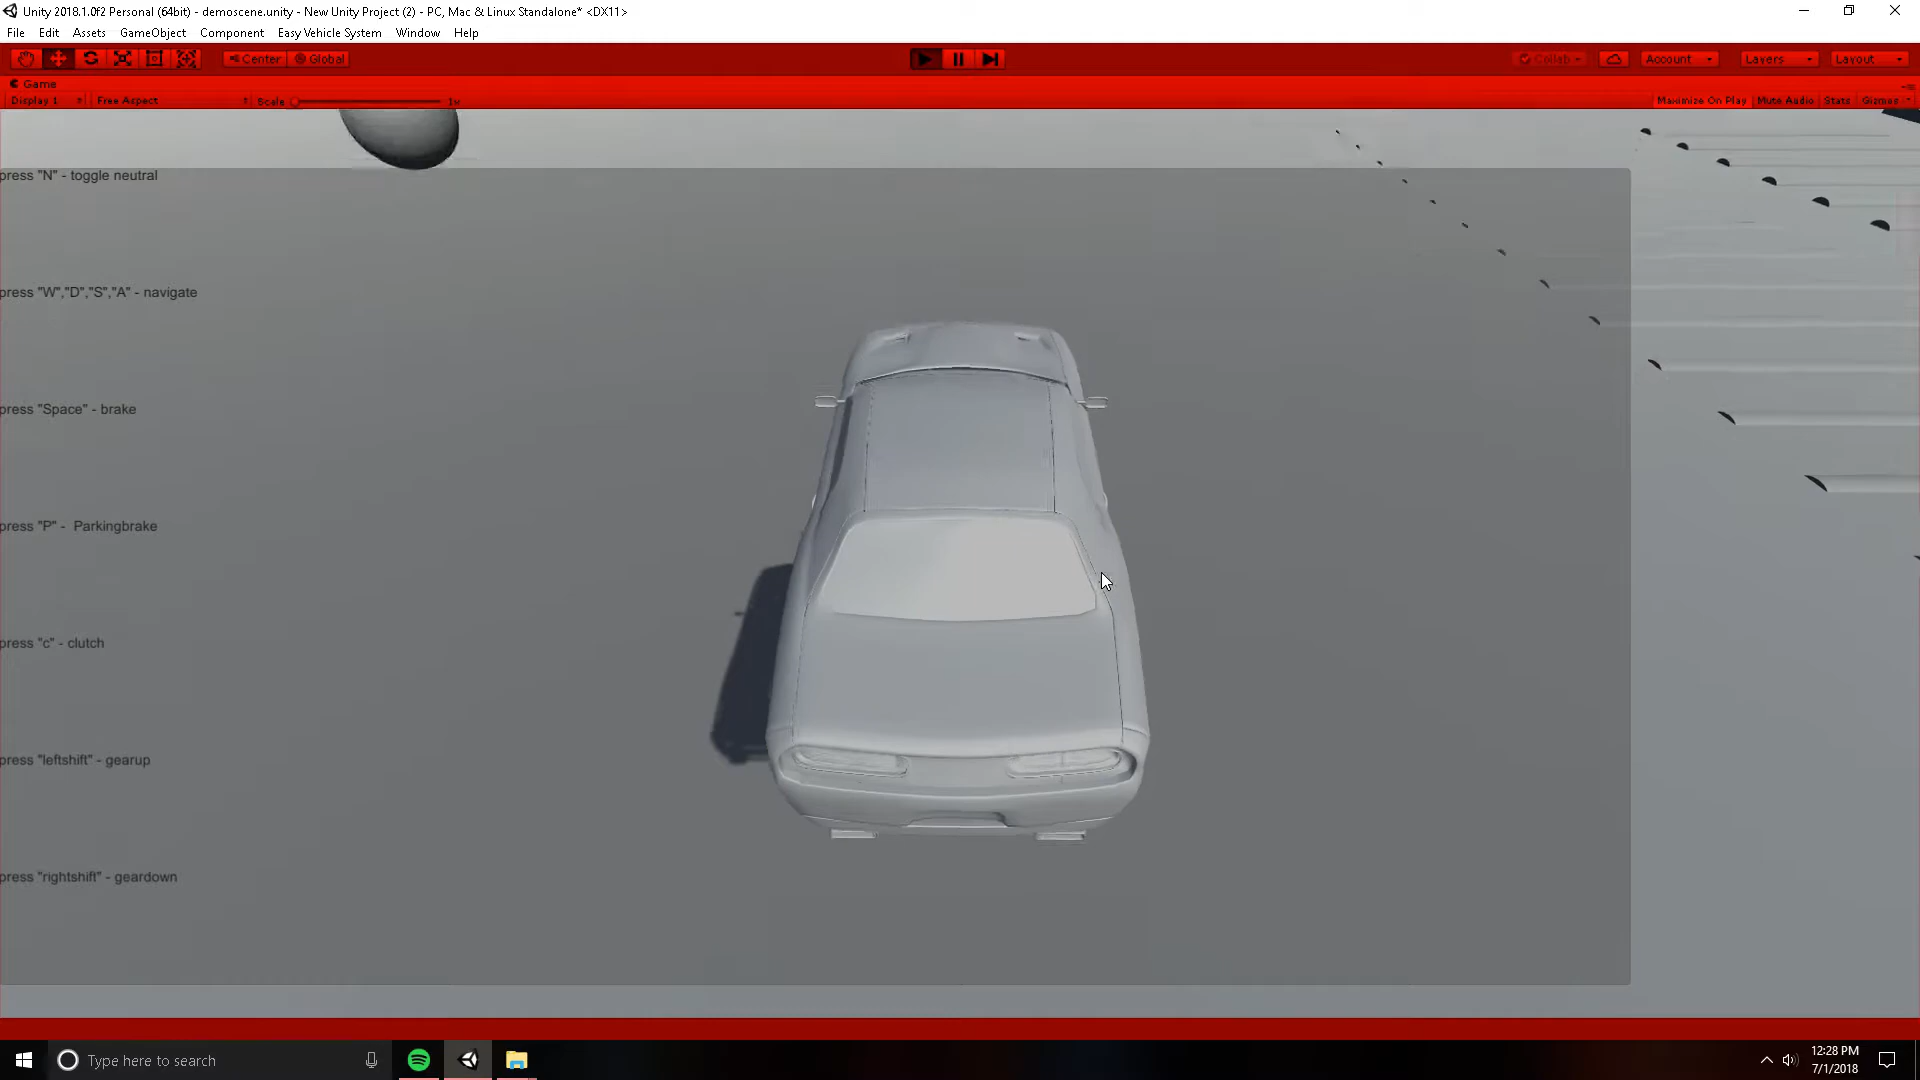 Unity 2018.1.0f2 Personal (64bit) - demoscene.unity - New Unity Project (2) - PC, Mac & Linux Standalone* <DX11>
File Edit Assets GameObject Component Easy Vehicle System Window Help
Center Global Collab Account Layers Layout
Game
Display 1 Free Aspect Scale 1x Maximize On Play Mute Audio Stats Gizmos
press "N" - toggle neutral
press "W","D","S","A" - navigate
press "Space" - brake
press "P" - Parkingbrake
press "c" - clutch
press "leftshift" - gearup
press "rightshift" - geardown
Type here to search
12:28 PM
7/1/2018